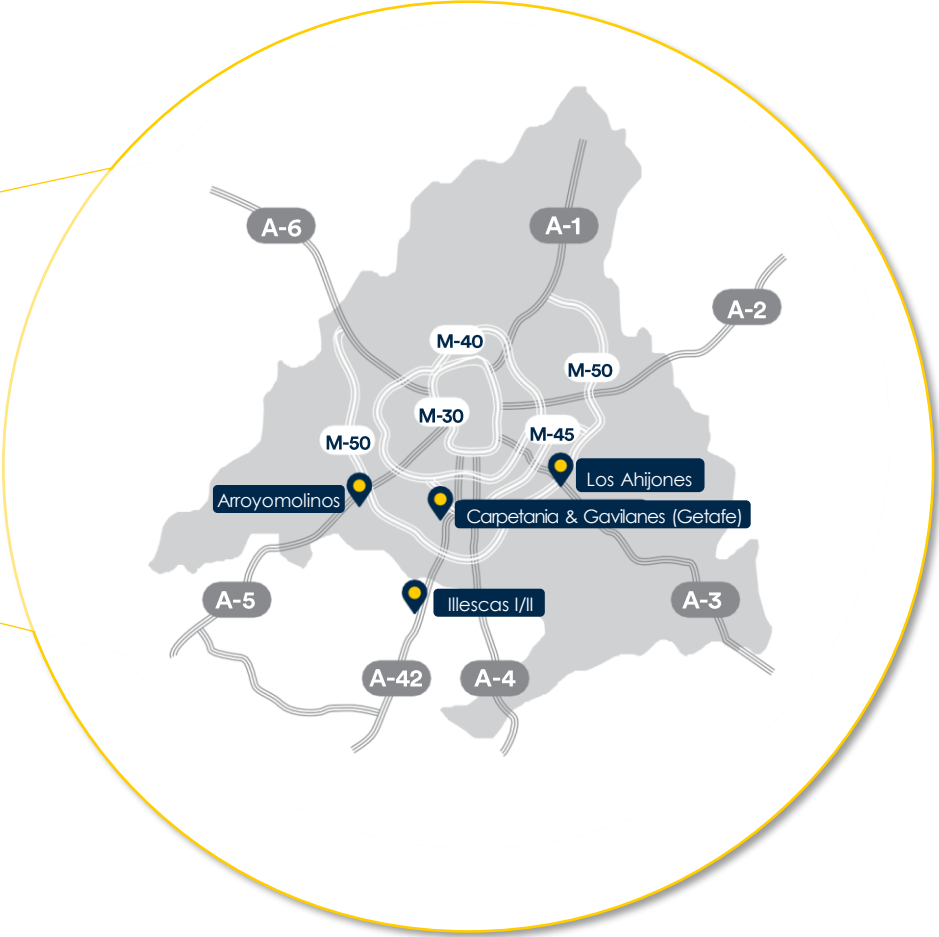 A-6
A-1
A-2
M-40
M-50
M-30
M-45
M-50
Los Ahijones
Arroyomolinos
Carpetania & Gavilanes (Getafe)
A-5
Illescas I/II
A-3
A-42
A-4